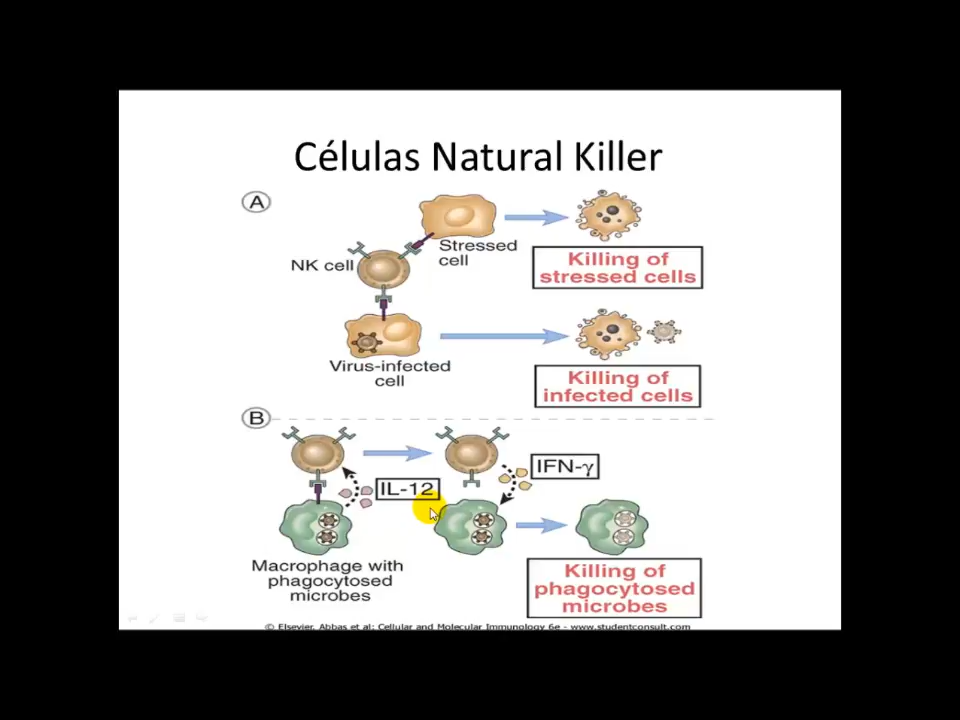 Células Natural Killer
A
Stressed
cell
NK cell
Killing of
stressed cells
Virus-infected
cell
Killing of
infected cells
B
IFN-γ
IL-12
Macrophage with
phagocytosed
microbes
Killing of
phagocytosed
microbes
© Elsevier. Abbas et al: Cellular and Molecular Immunology 6e - www.studentconsult.com